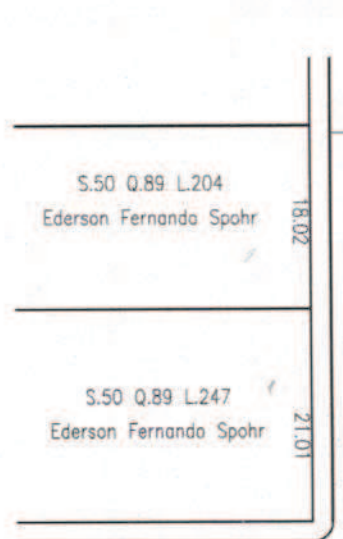 S.50 Q.89 L.204
Ederson Fernando Spohr
18.02
S.50 Q.89 L.247
Ederson Fernando Spohr
21.01